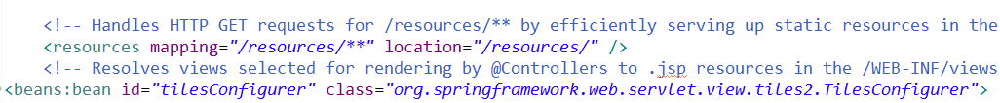 <!-- Handles HTTP GET requests for /resources/** by efficiently serving up static resources in the
<resources mapping="/resources/**" location="/resources/" />
<!-- Resolves views selected for rendering by @Controllers to .jsp resources in the /WEB-INF/views
<beans:bean id="tilesConfigurer" class="org.springframework.web.servlet.view.tiles2.TilesConfigurer">